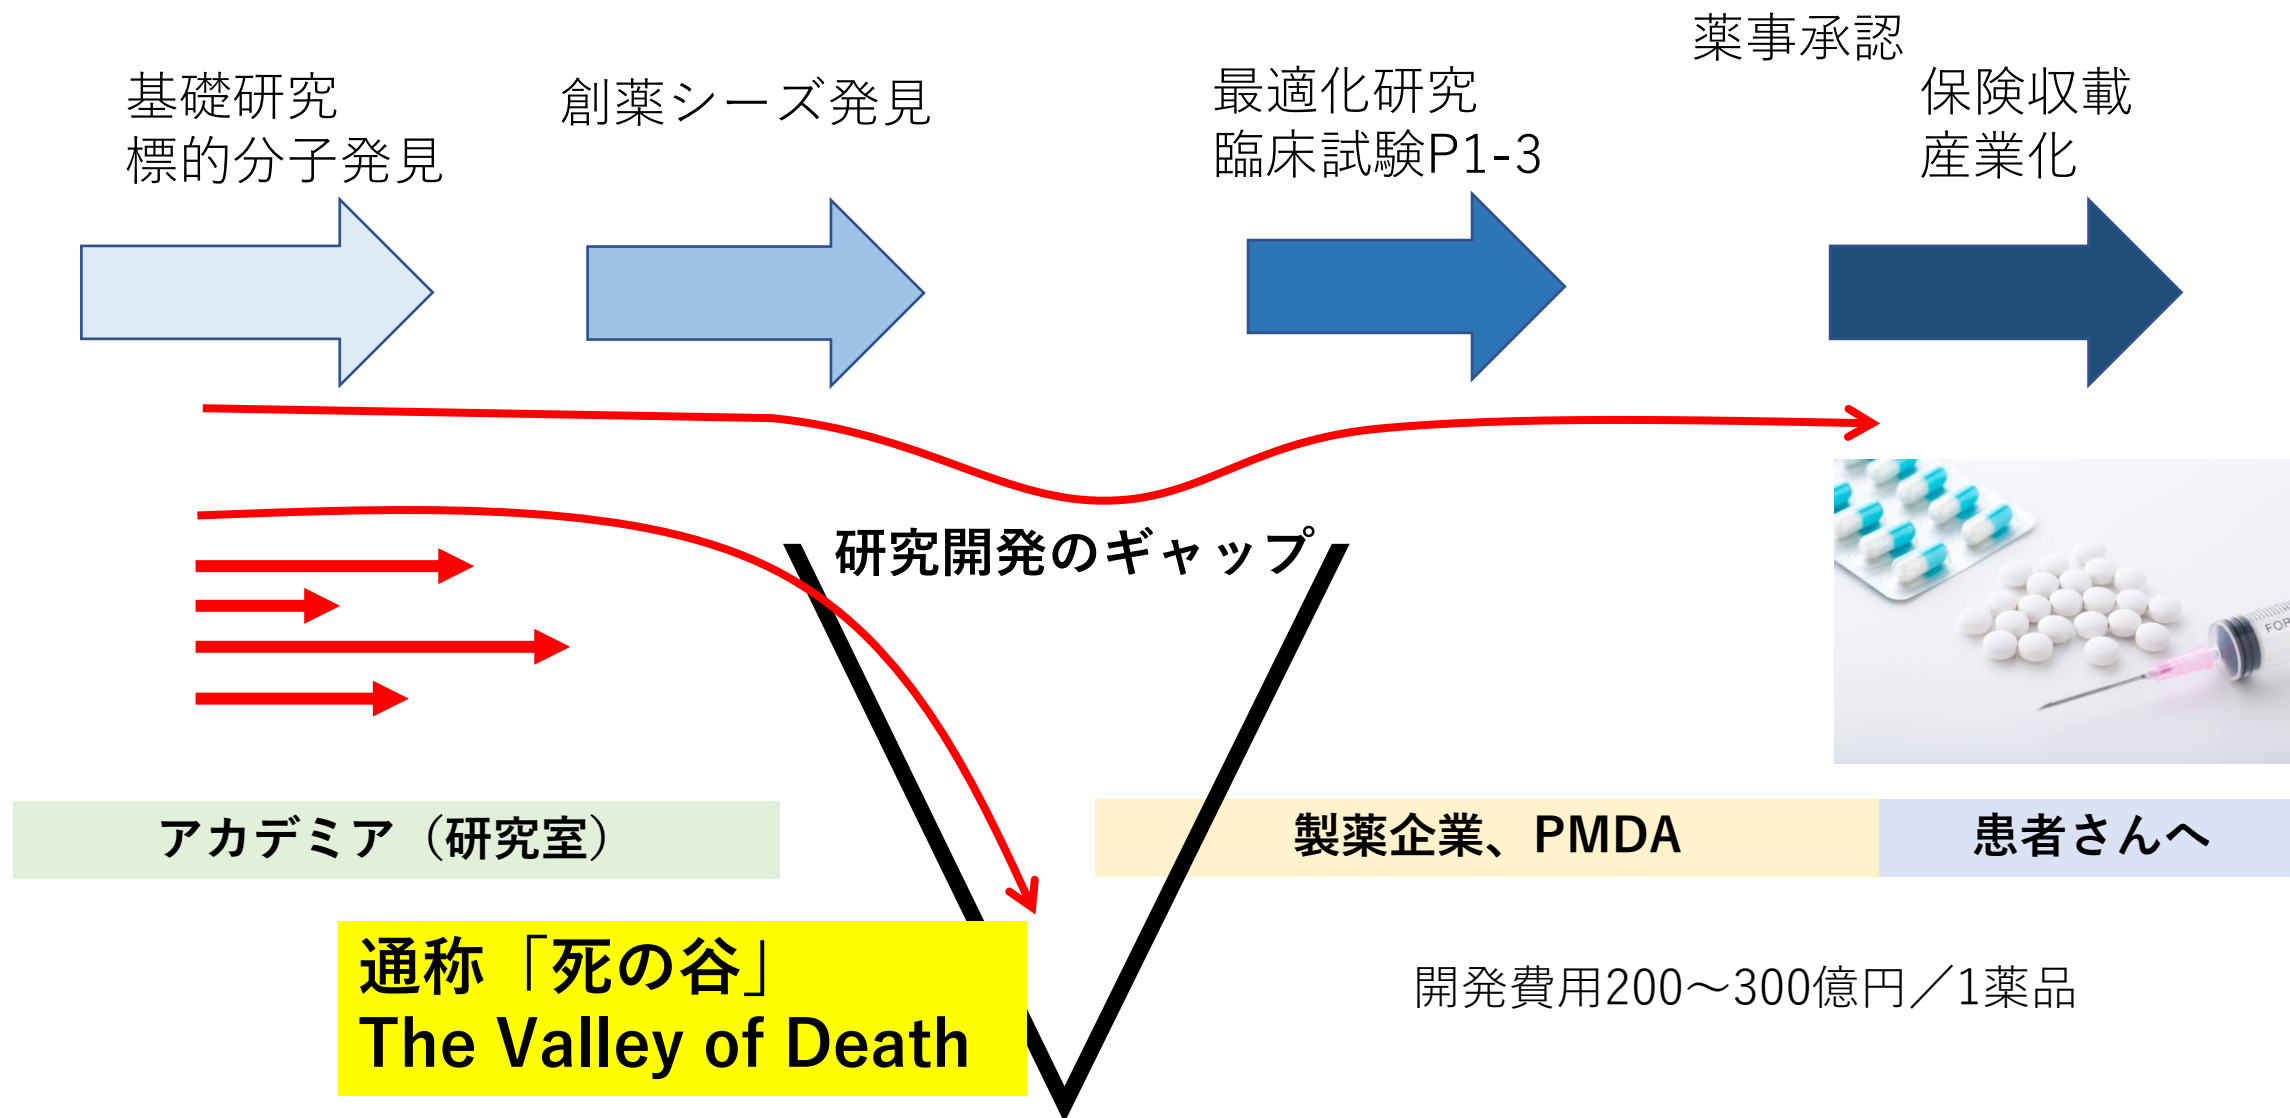 薬事承認
基礎研究
標的分子発見
創薬シーズ発見
最適化研究
臨床試験P1-3
保険収載
産業化
研究開発のギャップ
FOR
アカデミア（研究室）
製薬企業、PMDA
患者さんへ
通称「死の谷」
The Valley of Death
開発費用200～300億円／1薬品